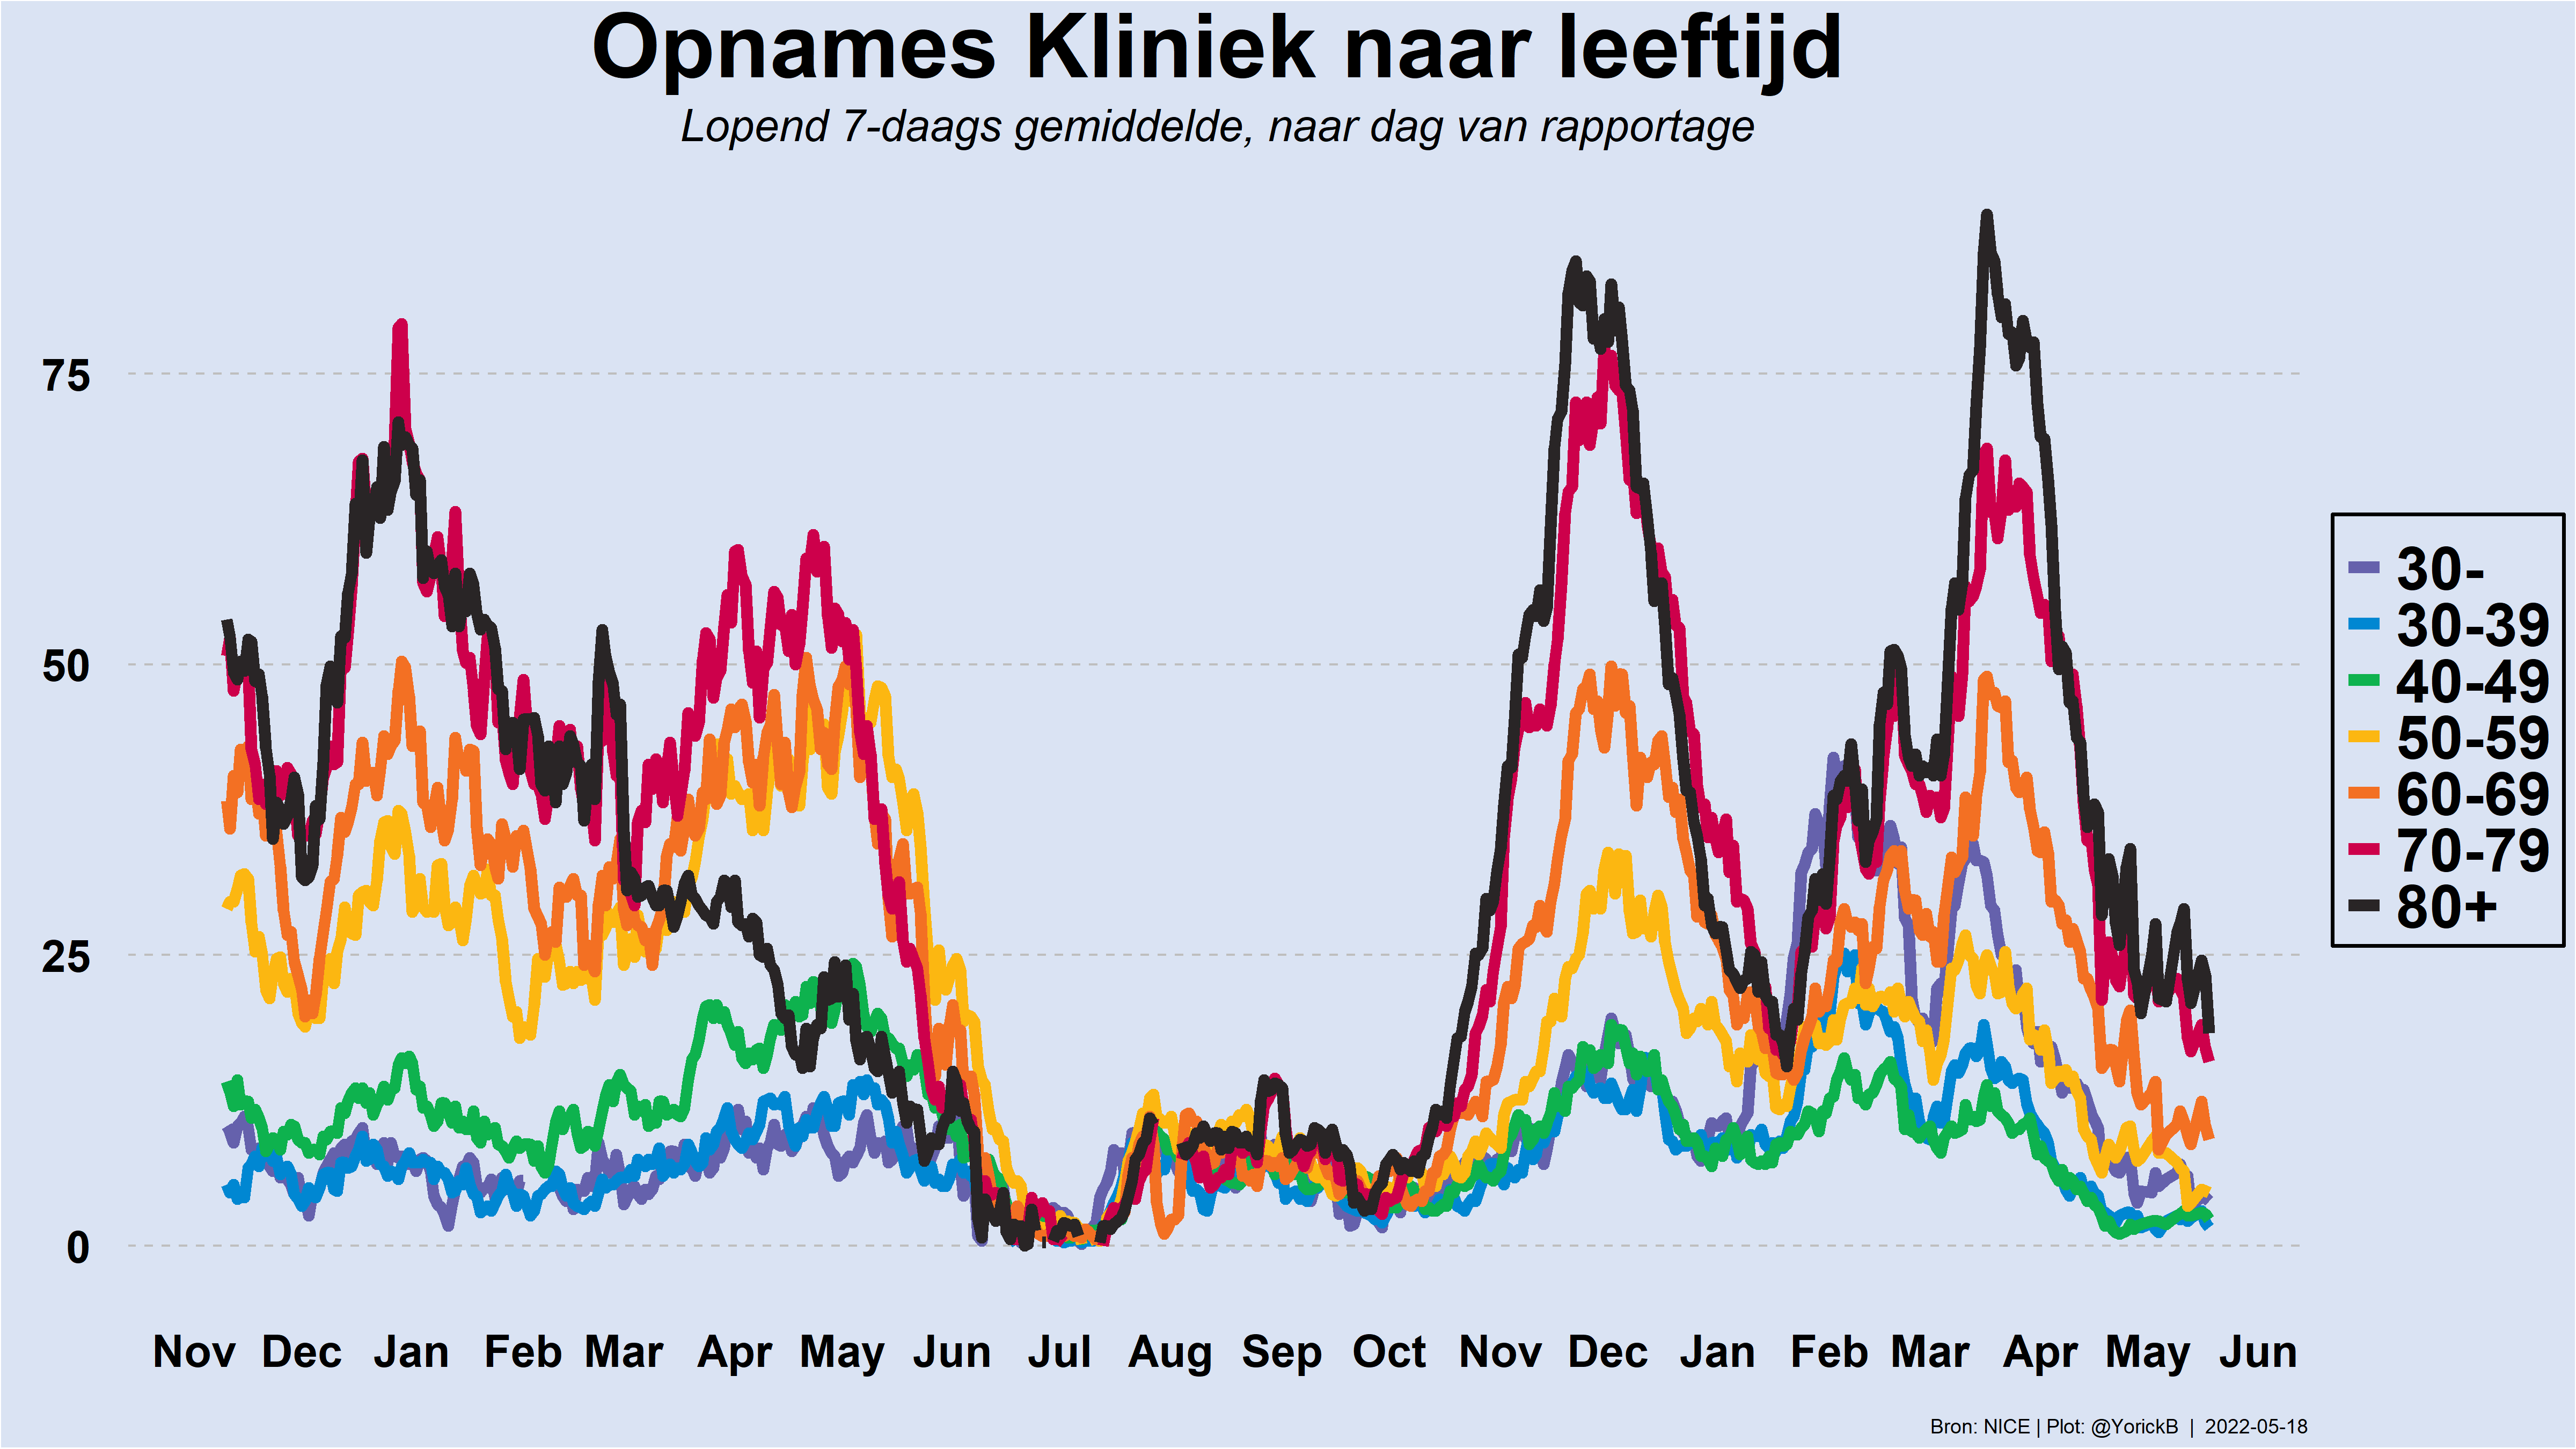 Opnames Kliniek naar leeftijd
Lopend 7-daags gemiddelde, naar dag van rapportage
75
50
25
0
30-
30-39
40-49
50-59
60-69
70-79
80+
Nov Dec Jan Feb Mar Apr May Jun Jul Aug Sep Oct Nov Dec Jan Feb Mar Apr May Jun
Bron: NICE | Plot: @YorickB | 2022-05-18